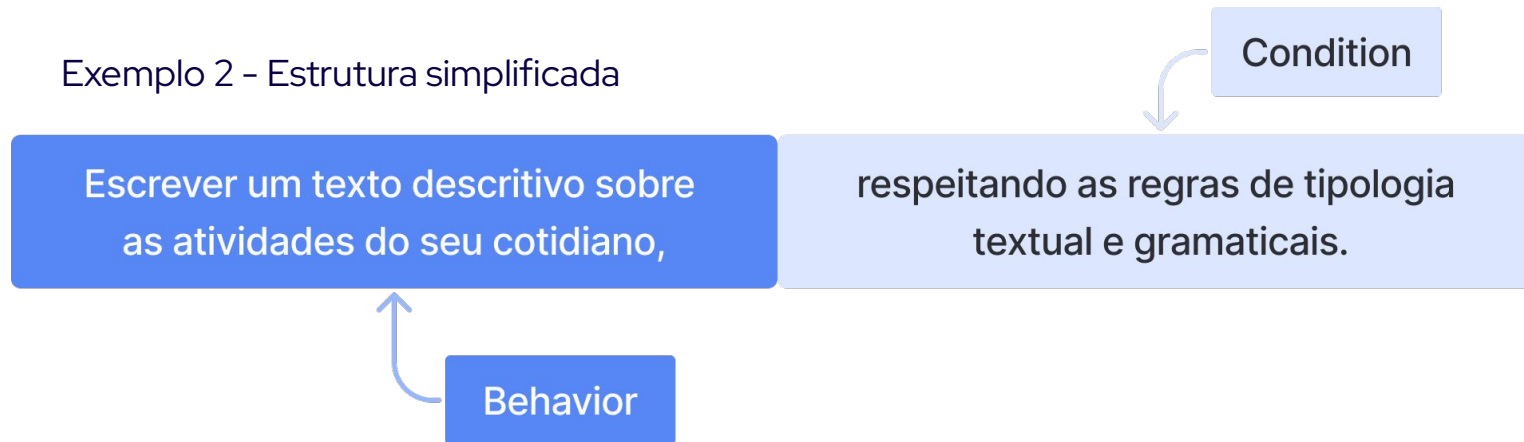 Condition
Exemplo 2 - Estrutura simplificada
Escrever um texto descritivo sobre
as atividades do seu cotidiano,
respeitando as regras de tipologia
textual e gramaticais.
Behavior